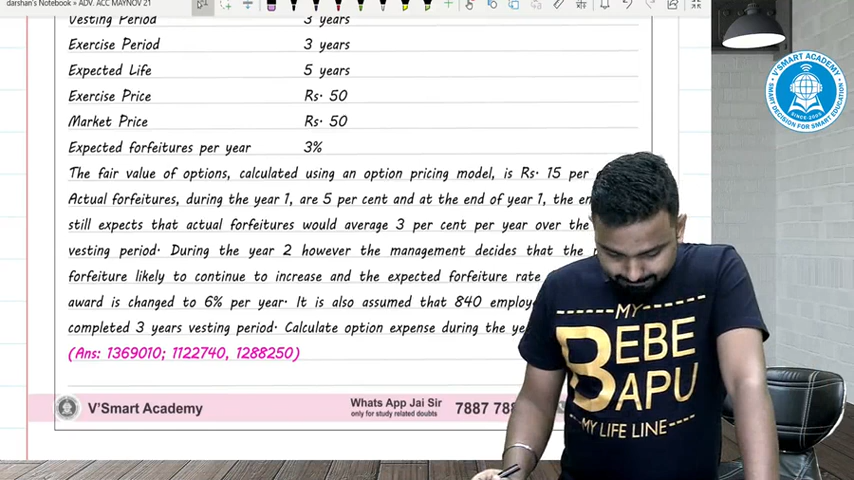 darshan's Notebook » ADV. ACC MAYNOV 21
Vesting Period 3 years
Exercise Period 3 years
Expected Life 5 years
Exercise Price Rs. 50
Market Price Rs. 50
Expected forfeitures per year 3%
The fair value of options, calculated using an option pricing model, is Rs. 15 per
Actual forfeitures, during the year 1, are 5 per cent and at the end of year 1, the
still expects that actual forfeitures would average 3 per cent per year over the
vesting period. During the year 2 however the management decides that the
forfeiture likely to continue to increase and the expected forfeiture rate
award is changed to 6% per year. It is also assumed that 840
completed 3 years vesting period. Calculate option expense during the
(Ans: 1369010; 1122740, 1288250)
V'Smart Academy
Whats App Jai Sir
only for study related doubts
7887
V'SMART ACADEMY
SINCE-2003
SMART DECISION FOR SMART EDUCATION
MY
BEBE
BAPU
MY LIFE LINE